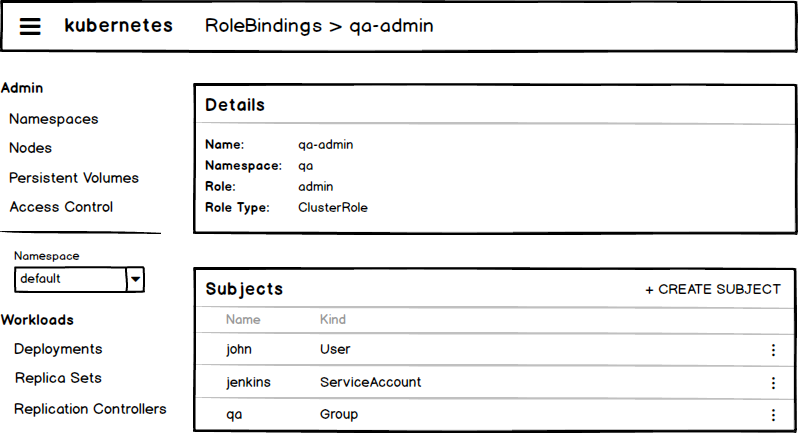 kubernetes RoleBindings > qa-admin
Admin
Namespaces
Nodes
Persistent Volumes
Access Control
Namespace
default
Workloads
Deployments
Replica Sets
Replication Controllers
Details
Name: qa-admin
Namespace: qa
Role: admin
Role Type: ClusterRole
Subjects + CREATE SUBJECT
Name Kind
john User
jenkins ServiceAccount
qa Group